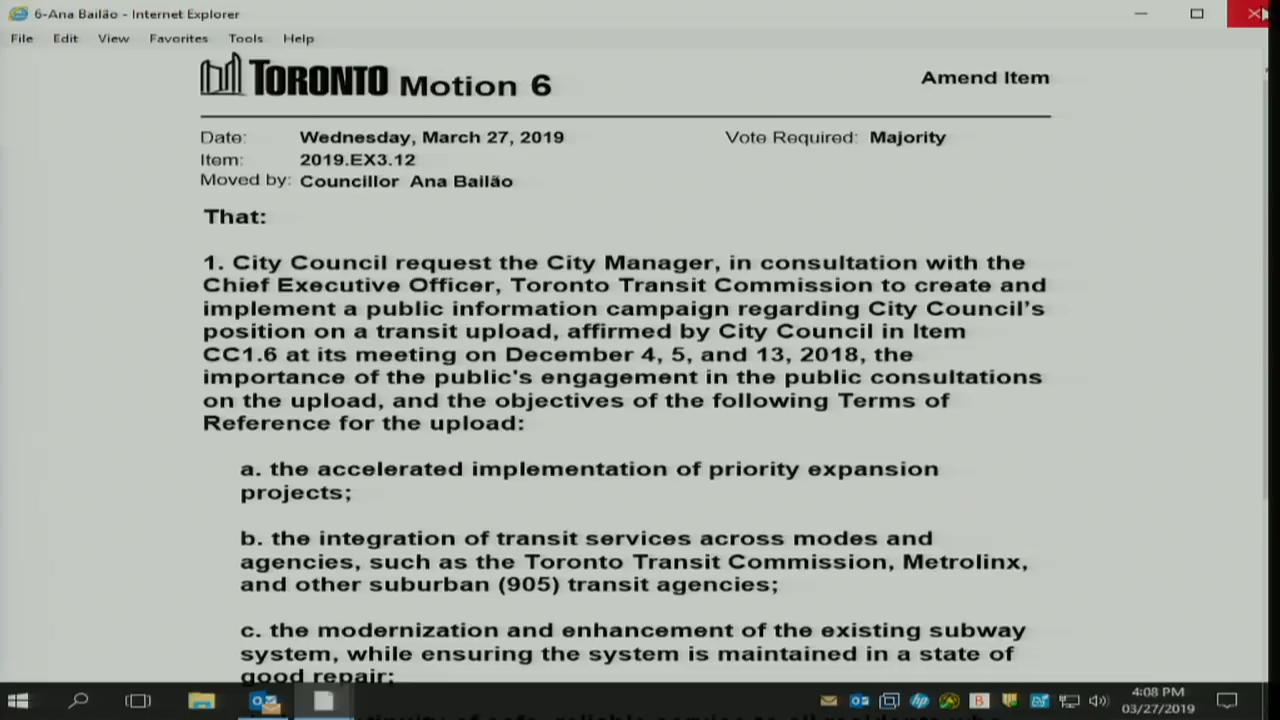 6-Ana Bailão - Internet Explorer
File Edit View Favorites Tools Help
TORONTO Motion 6
Amend Item
Date: Wednesday, March 27, 2019
Vote Required: Majority
Item: 2019.EX3.12
Moved by: Councillor Ana Bailão
That:
1. City Council request the City Manager, in consultation with the
Chief Executive Officer, Toronto Transit Commission to create and
implement a public information campaign regarding City Council's
position on a transit upload, affirmed by City Council in Item
CC1.6 at its meeting on December 4, 5, and 13, 2018, the
importance of the public's engagement in the public consultations
on the upload, and the objectives of the following Terms of
Reference for the upload:
a. the accelerated implementation of priority expansion
projects;
b. the integration of transit services across modes and
agencies, such as the Toronto Transit Commission, Metrolinx,
and other suburban (905) transit agencies;
c. the modernization and enhancement of the existing subway
system, while ensuring the system is maintained in a state of
good repair;
hp B
4:08 PM
03/27/2019